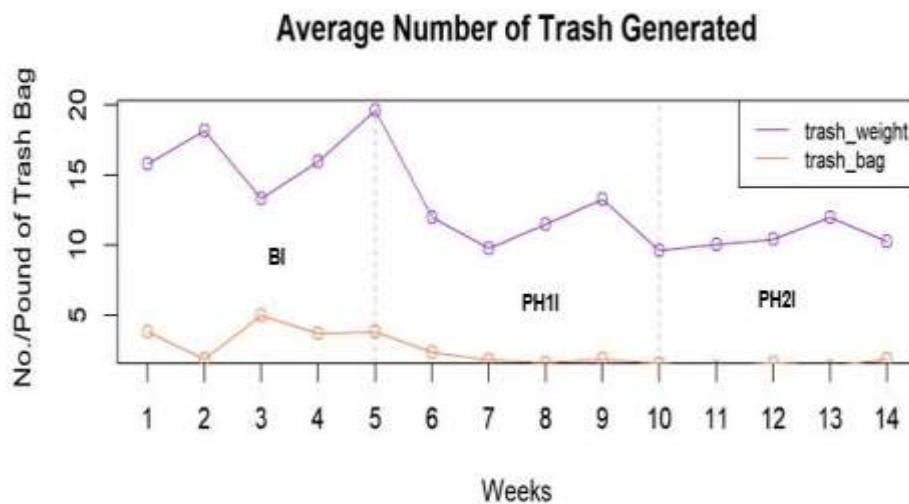 Average Number of Trash Generated
No./Pound of Trash Bag
20
15
10
5
trash_weight
trash_bag
BI
PH1I
PH2I
1 2 3 4 5 6 7 8 9 10 11 12 13 14
Weeks